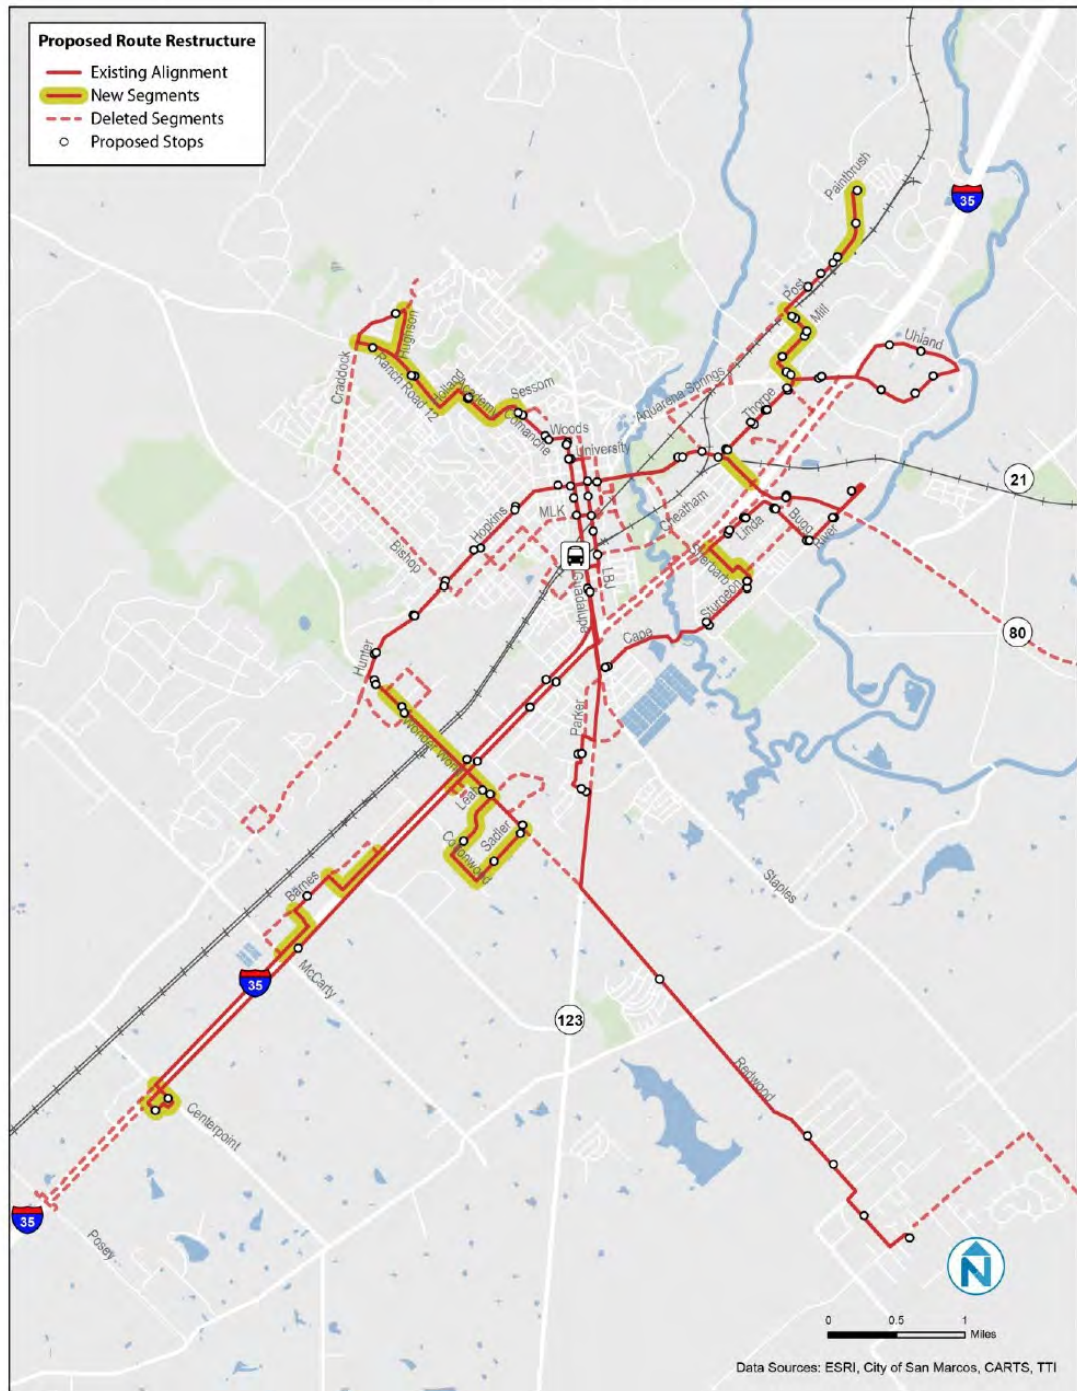 Proposed Route Restructure
Existing Alignment
New Segments
Deleted Segments
Proposed Stops
Paintbrush
35
Post
Mill
Uhland
Hughson
Craddock
Ranch Road 12
Holland
Academy
Sessom
Comanche
Woods
University
Aquarena Springs
Thorpe
21
Hopkins
MLK
Cheatham
Linda
Bugg
River
Bishop
Guadalupe
LBJ
Sturgeon
Cape
80
Hunter
Wonder World
Parker
Leah
Sadler
Cottonwood
Barnes
Staples
McCarty
35
123
Redwood
Centerpoint
35
Posey
N
0 0.5 1
Miles
Data Sources: ESRI, City of San Marcos, CARTS, TTI